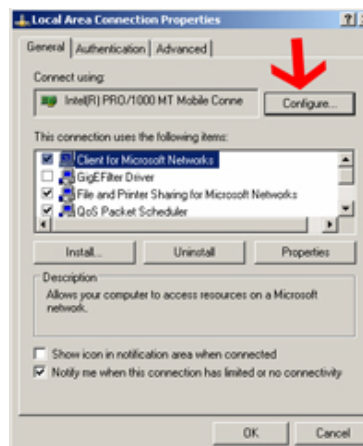 Local Area Connection Properties
General Authentication Advanced
Connect using:
Intel(R) PRO/1000 MT Mobile Conne
Configure...
This connection uses the following items:
Client for Microsoft Networks
GigEFilter Driver
File and Printer Sharing for Microsoft Networks
QoS Packet Scheduler
Install... Uninstall Properties
Description
Allows your computer to access resources on a Microsoft
network.
Show icon in notification area when connected
Notify me when this connection has limited or no connectivity
OK Cancel